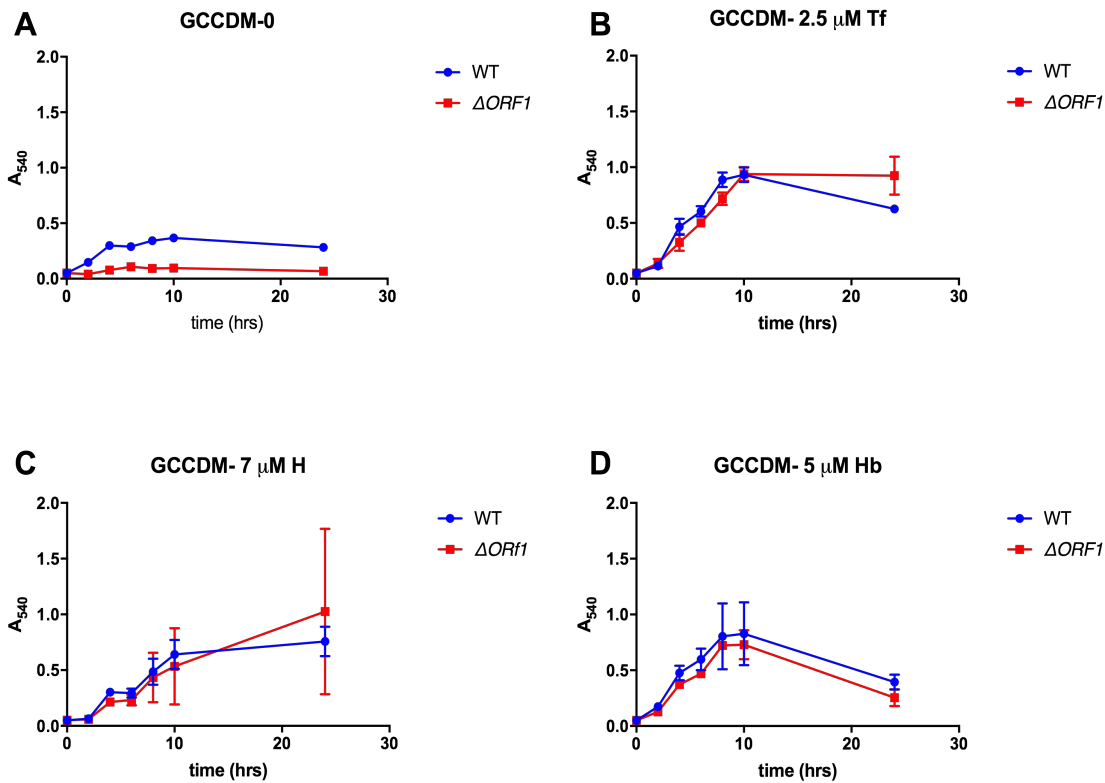 A
GCCDM-0
2.0
1.5
1.0
0.5
0.0
A540
0
10
20
30
time (hrs)
WT
ΔORF1
B
GCCDM- 2.5 μM Tf
2.0
1.5
1.0
0.5
0.0
A540
0
10
20
30
time (hrs)
WT
ΔORF1
C
GCCDM- 7 μM H
2.0
1.5
1.0
0.5
0.0
A540
0
10
20
30
time (hrs)
WT
ΔORf1
D
GCCDM- 5 μM Hb
2.0
1.5
1.0
0.5
0.0
A540
0
10
20
30
time (hrs)
WT
ΔORF1